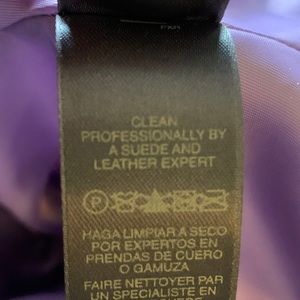 CLEAN
PROFESSIONALLY BY
A SUEDE AND
LEATHER EXPERT
P
HAGA LIMPIAR A SECO
POR EXPERTOS EN
PRENDAS DE CUERO
O GAMUZA
FAIRE NETTOYER PAR
UN SPECIALISTE EN